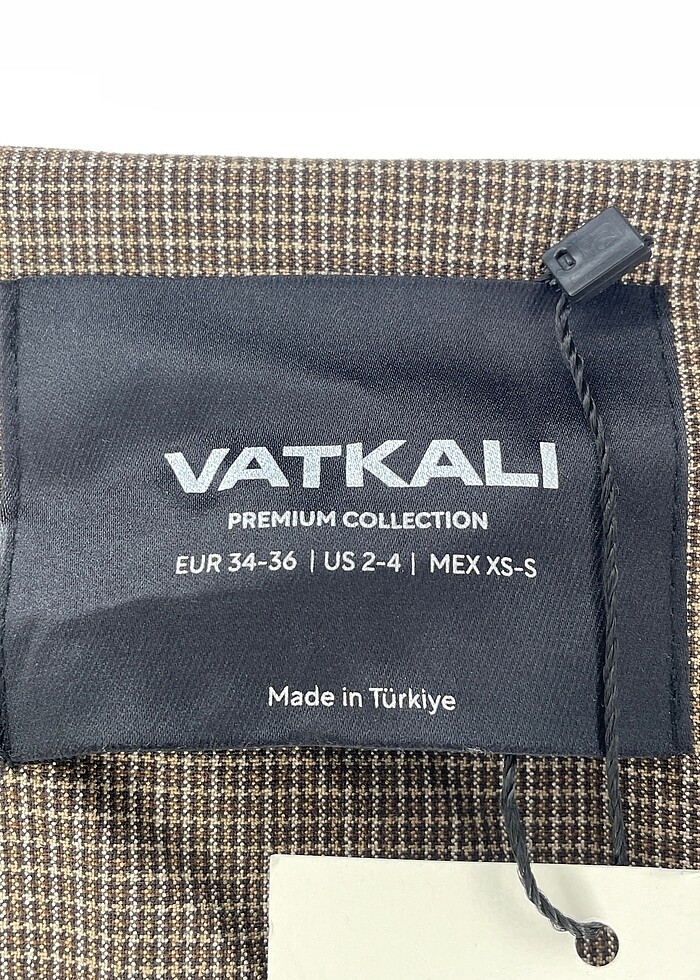 VATKALI
PREMIUM COLLECTION
EUR 34-36 | US 2-4 | MEX XS-S
Made in Türkiye